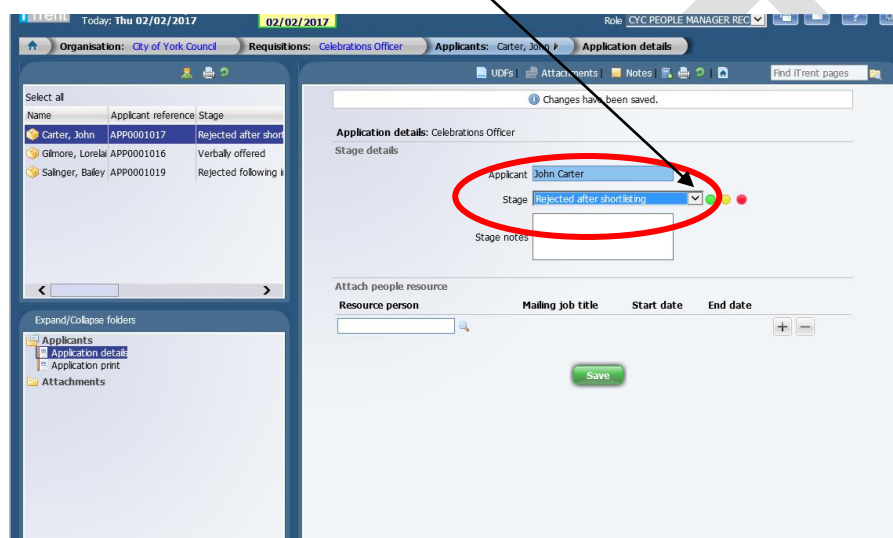 iTrent Today: Thu 02/02/2017 02/02/2017 Role CYC PEOPLE MANAGER REC
Organisation: City of York Council Requisitions: Celebrations Officer Applicants: Carter, John Application details
UDFs | Attachments | Notes | Find iTrent pages
Select all
Name Applicant reference Stage
Carter, John APP0001017 Rejected after short
Gilmore, Lorelai APP0001016 Verbally offered
Salinger, Bailey APP0001019 Rejected following i
Changes have been saved.
Application details: Celebrations Officer
Stage details
Applicant John Carter
Stage Rejected after shortlisting
Stage notes
Attach people resource
Resource person Mailing job title Start date End date
Save
Expand/Collapse folders
Applicants
Application details
Application print
Attachments